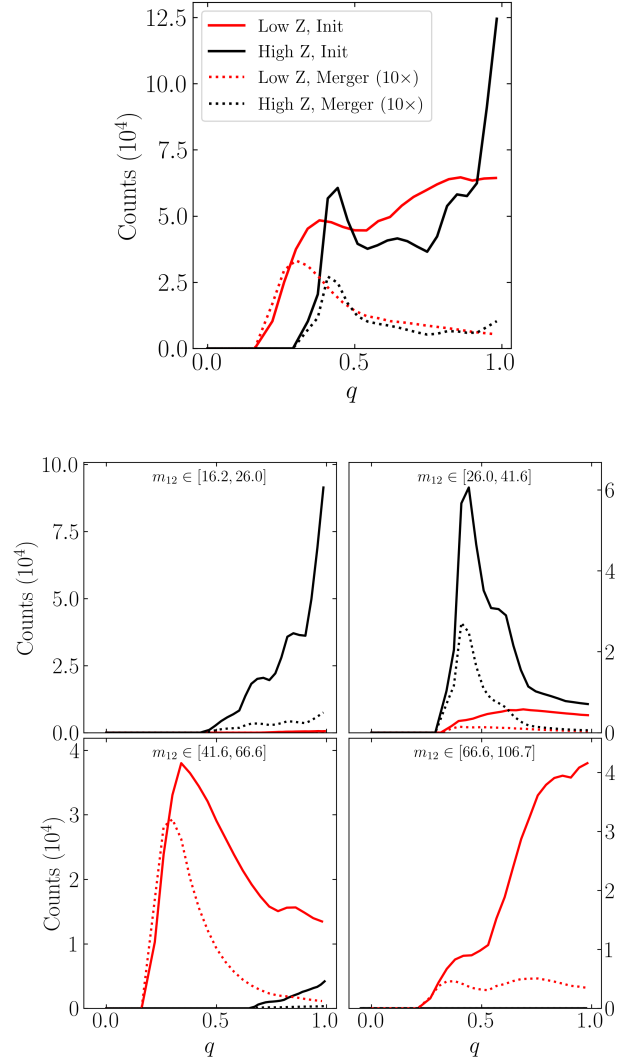 12.5
10.0
7.5
5.0
2.5
0.0
Counts (10⁴)
Low Z, Init
High Z, Init
Low Z, Merger (10×)
High Z, Merger (10×)
0.0 0.5 1.0
q
10.0
7.5
5.0
2.5
0.0
Counts (10⁴)
m₁₂ ∈ [16.2, 26.0]
m₁₂ ∈ [26.0, 41.6]
6
4
2
0
4
3
2
1
0
Counts (10⁴)
m₁₂ ∈ [41.6, 66.6]
m₁₂ ∈ [66.6, 106.7]
4
3
2
1
0
0.0 0.5 1.0
0.0 0.5 1.0
q
q